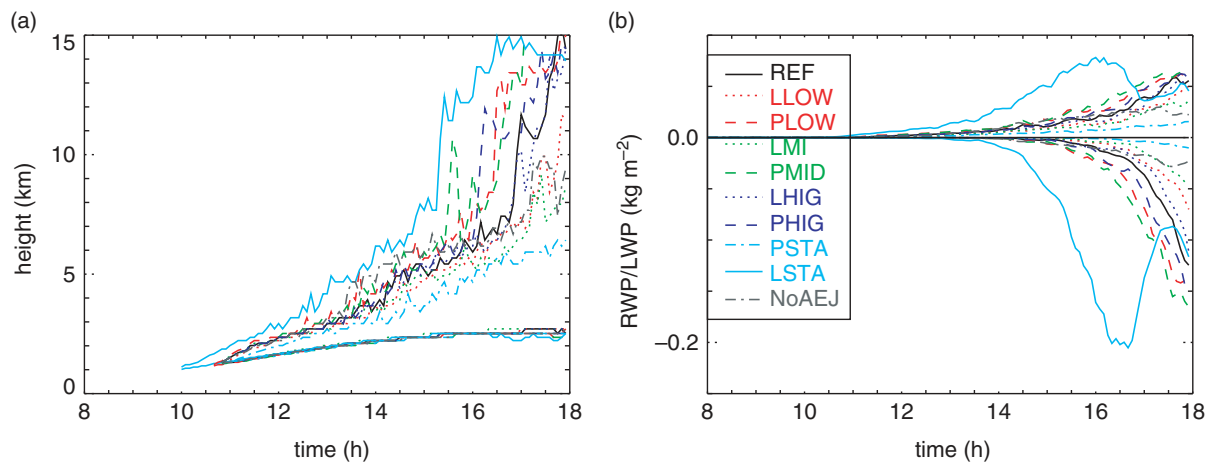 (a)
15
10
5
0
height (km)
8
10
12
14
16
18
time (h)
(b)
REF
LLOW
PLOW
LMI
PMID
LHIG
PHIG
PSTA
LSTA
NoAEJ
0.0
−0.2
RWP/LWP (kg m−2)
8
10
12
14
16
18
time (h)